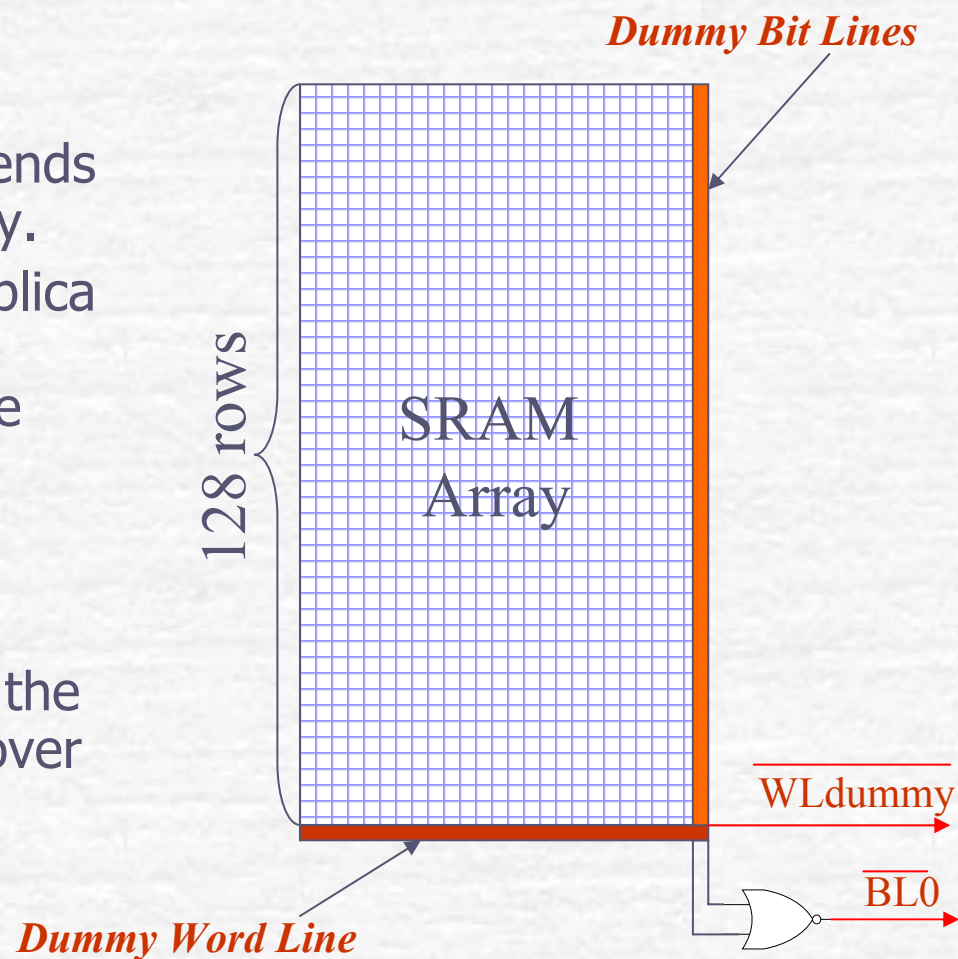 Dummy Bit Lines
ends
y.
plica
e
128 rows
SRAM
Array
the
over
WLdummy
BL0
Dummy Word Line